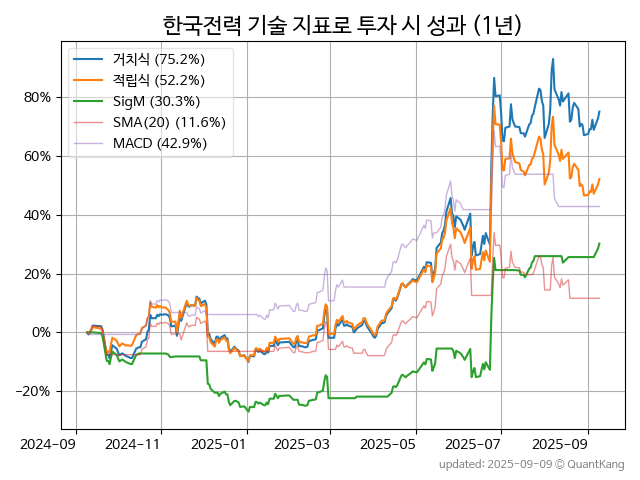 한국전력 기술 지표로 투자 시 성과 (1년)
거치식 (75.2%)
적립식 (52.2%)
SigM (30.3%)
SMA(20) (11.6%)
MACD (42.9%)
80%
60%
40%
20%
0%
−20%
2024-09 2024-11 2025-01 2025-03 2025-05 2025-07 2025-09
updated: 2025-09-09 © QuantKang